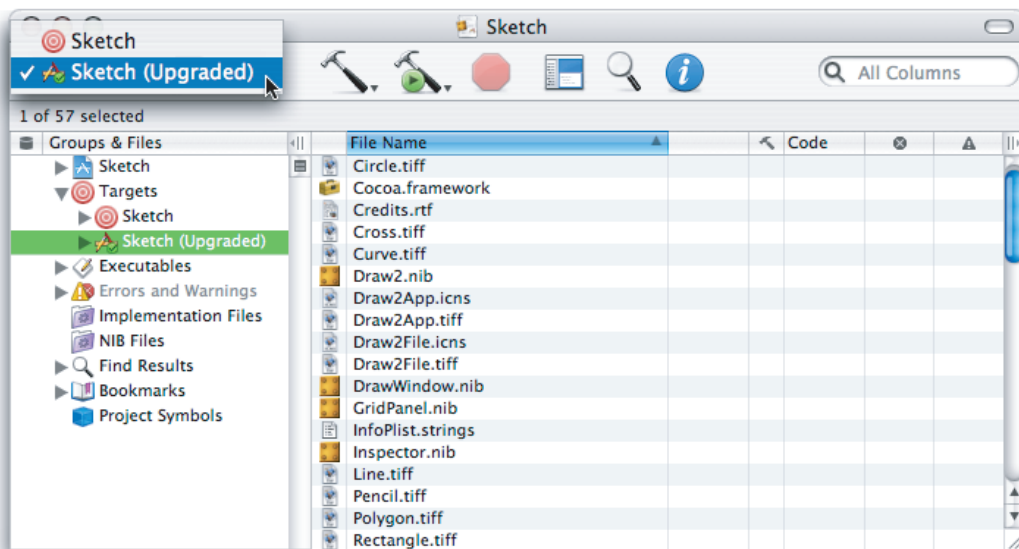 Sketch
Sketch
✓ Sketch (Upgraded)
All Columns
1 of 57 selected
Groups & Files
Sketch
Targets
Sketch
Sketch (Upgraded)
Executables
Errors and Warnings
Implementation Files
NIB Files
Find Results
Bookmarks
Project Symbols
File Name
Code
Circle.tiff
Cocoa.framework
Credits.rtf
Cross.tiff
Curve.tiff
Draw2.nib
Draw2App.icns
Draw2App.tiff
Draw2File.icns
Draw2File.tiff
DrawWindow.nib
GridPanel.nib
InfoPlist.strings
Inspector.nib
Line.tiff
Pencil.tiff
Polygon.tiff
Rectangle.tiff